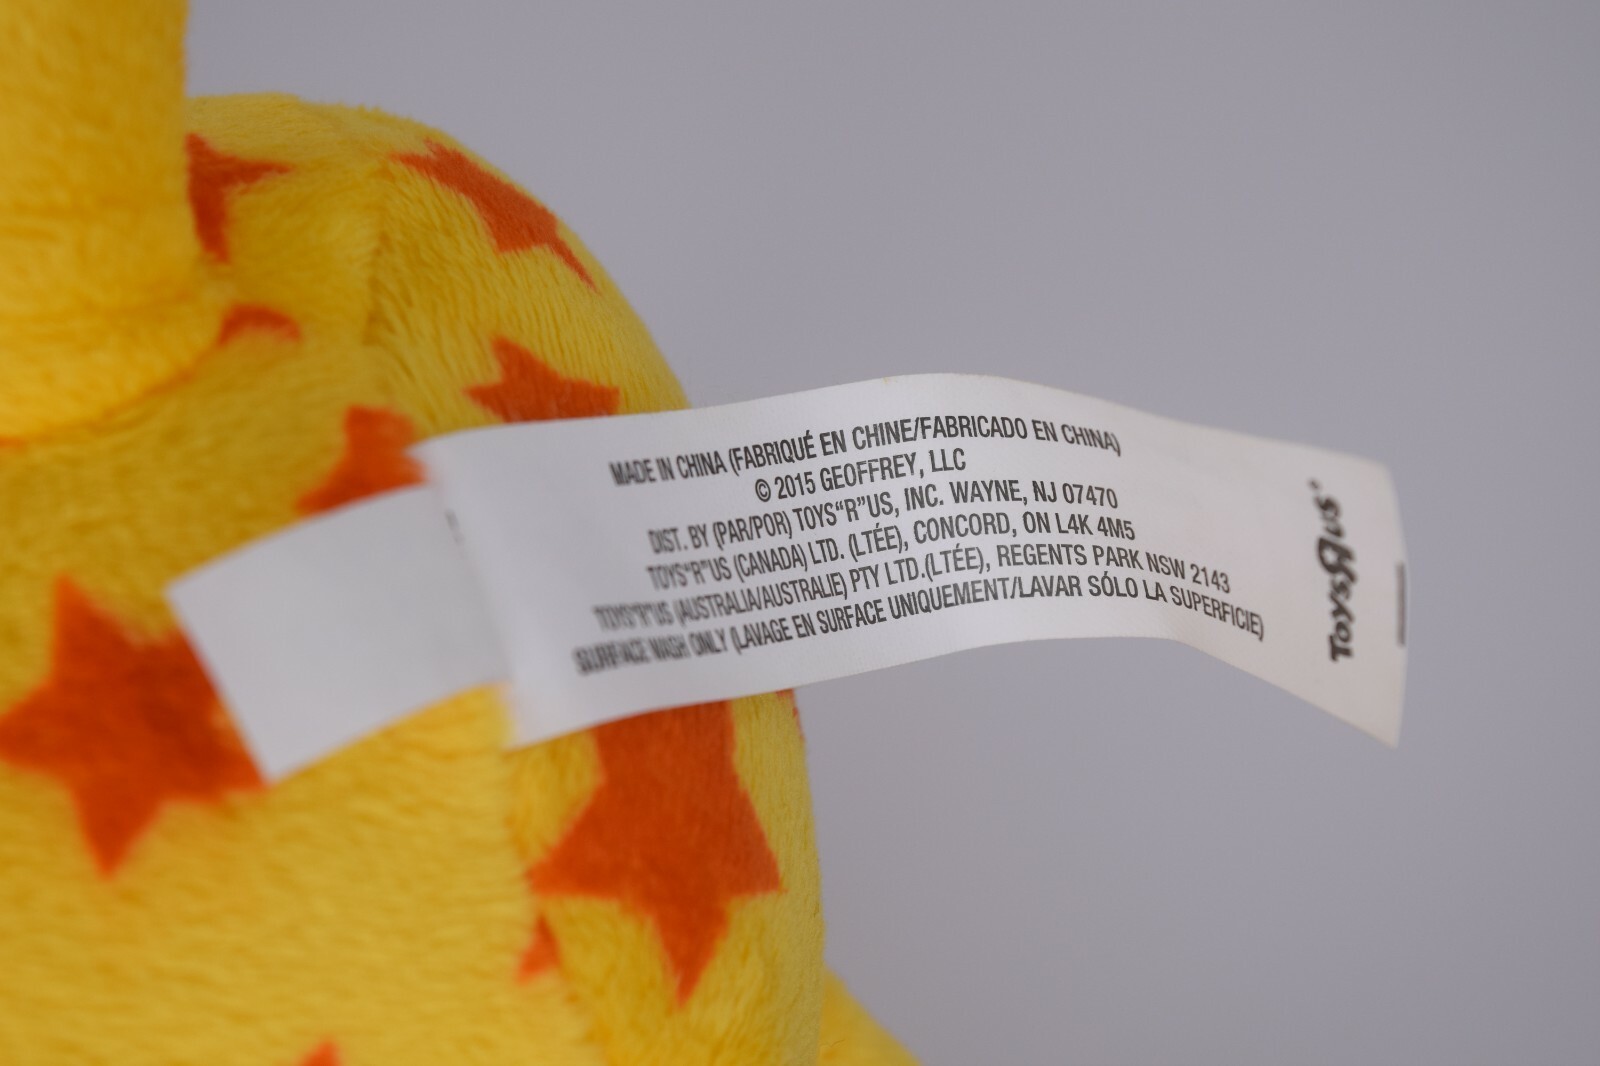 MADE IN CHINA (FABRIQUÉ EN CHINE/FABRICADO EN CHINA)
© 2015 GEOFFREY, LLC
DIST. BY (PAR/POR) TOYS“R”US, INC. WAYNE, NJ 07470
TOYS“R”US (CANADA) LTD. (LTÉE), CONCORD, ON L4K 4M5
TOYS“R”US (AUSTRALIA/AUSTRALIE) PTY LTD.(LTÉE), REGENTS PARK NSW 2143
SURFACE WASH ONLY (LAVAGE EN SURFACE UNIQUEMENT/LAVAR SÓLO LA SUPERFICIE)
ToysЯus